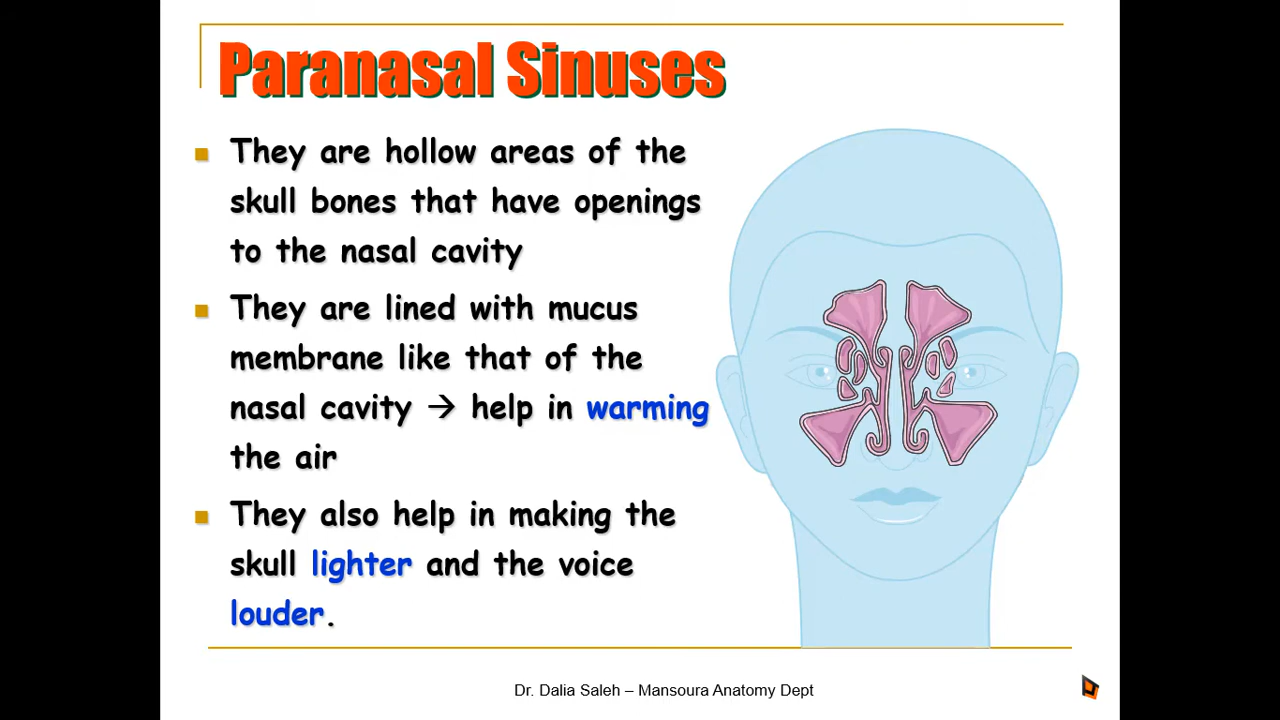 Paranasal Sinuses
They are hollow areas of the
skull bones that have openings
to the nasal cavity
They are lined with mucus
membrane like that of the
nasal cavity → help in warming
the air
They also help in making the
skull lighter and the voice
louder.
Dr. Dalia Saleh – Mansoura Anatomy Dept